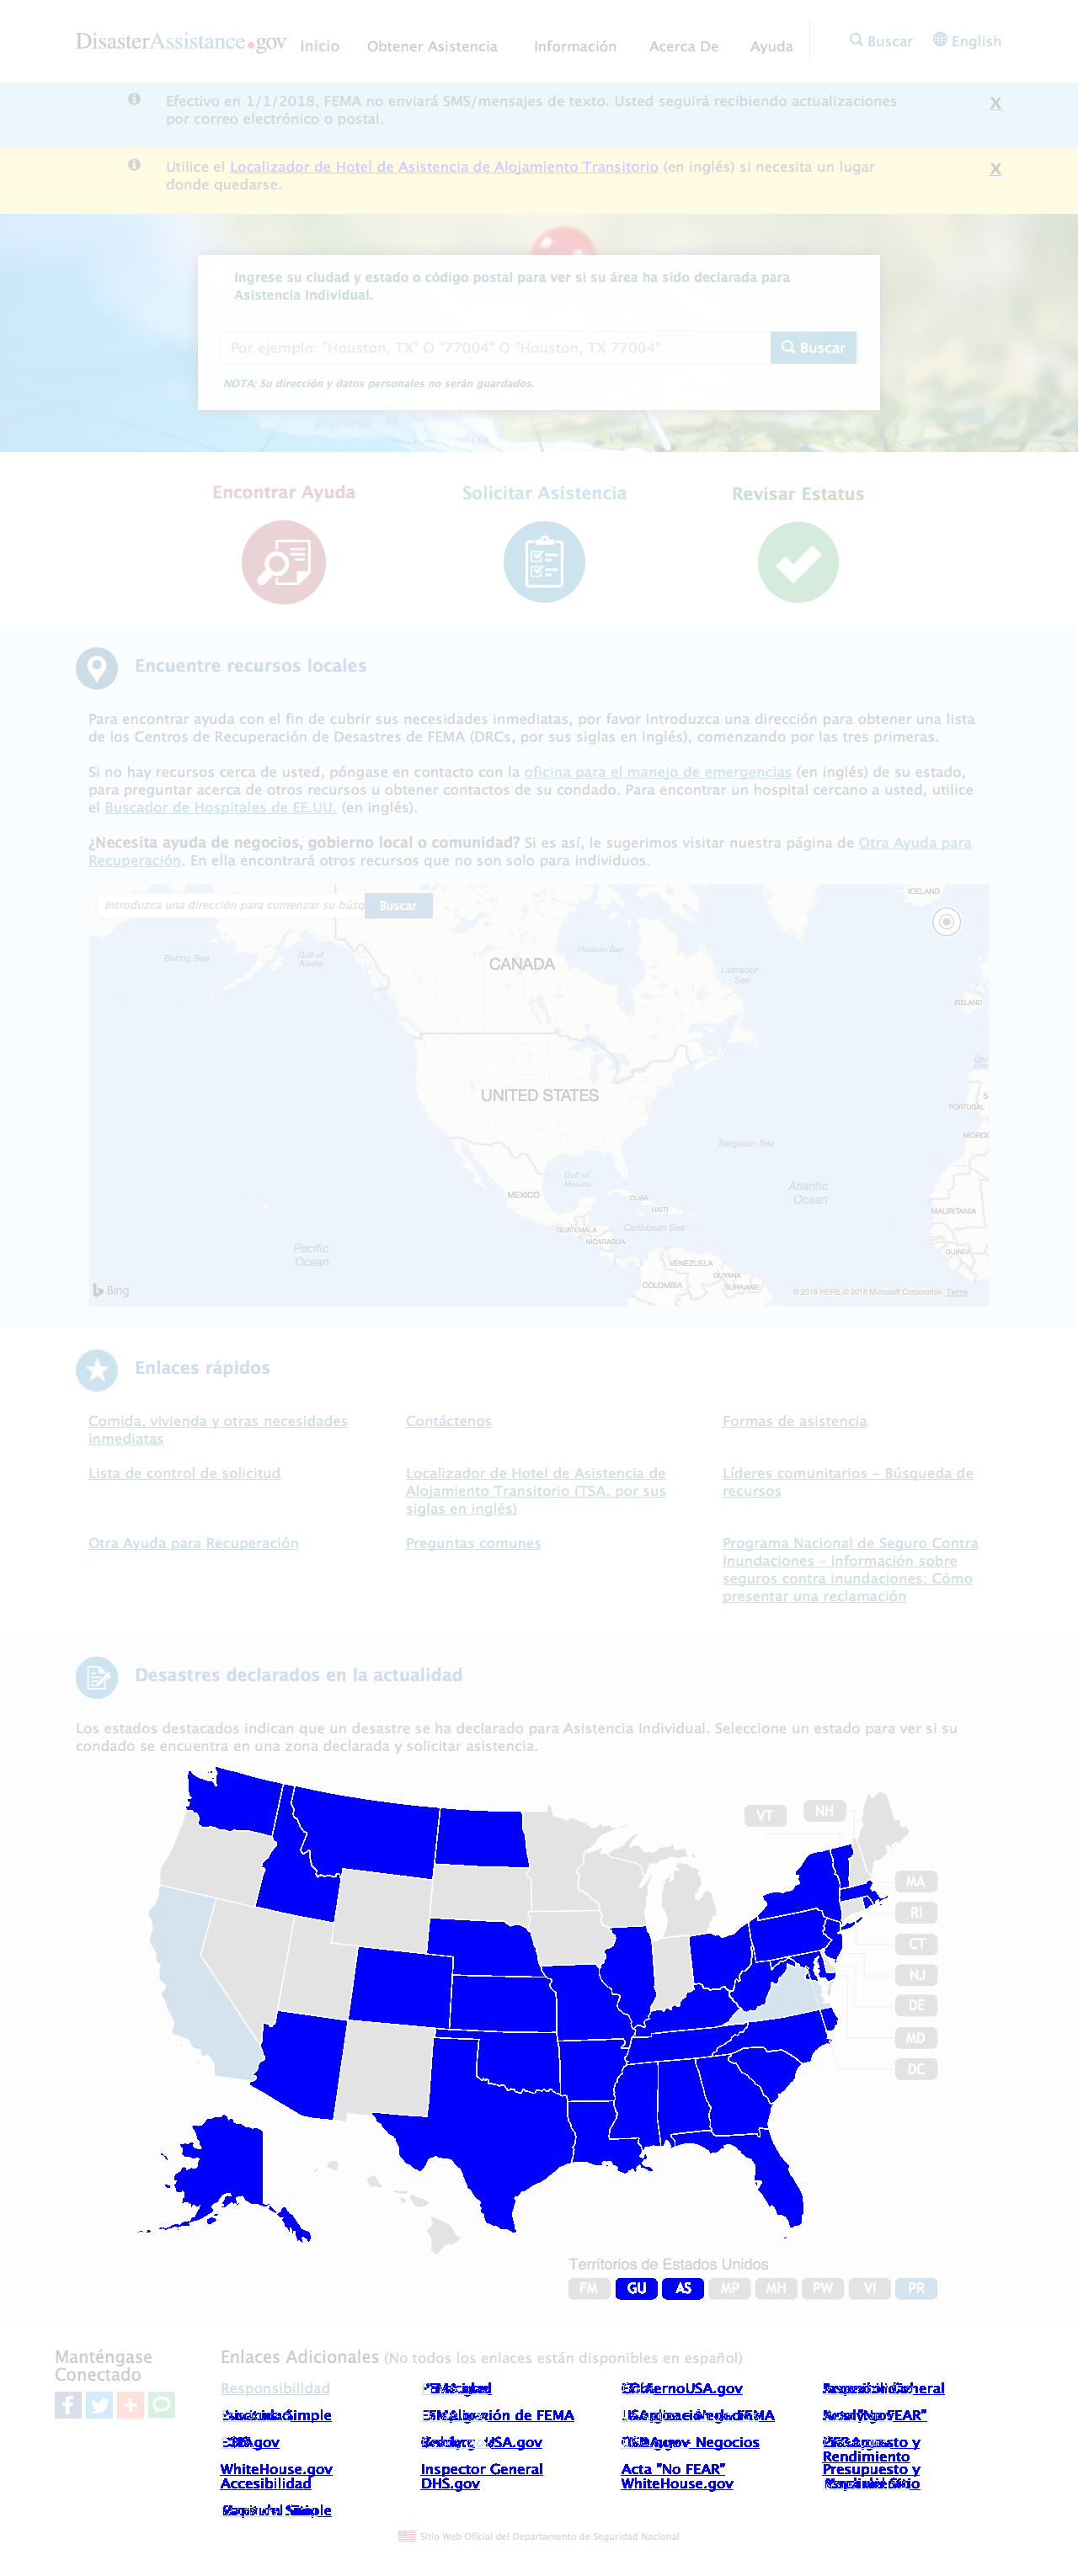 DisasterAssistance.gov
Inicio
Obtener Asistencia
Información
Acerca De
Ayuda
Buscar
English
Efectivo en 1/1/2018, FEMA no enviará SMS/mensajes de texto. Usted seguirá recibiendo actualizaciones
por correo electrónico o postal.
X
Utilice el Localizador de Hotel de Asistencia de Alojamiento Transitorio (en inglés) si necesita un lugar
donde quedarse.
X
Ingrese su ciudad y estado o código postal para ver si su área ha sido declarada para
Asistencia Individual.
Por ejemplo: "Houston, TX" O "77004" O "Houston, TX 77004"
Buscar
NOTA: Su dirección y datos personales no serán guardados.
Encontrar Ayuda
Solicitar Asistencia
Revisar Estatus
Encuentre recursos locales
Para encontrar ayuda con el fin de cubrir sus necesidades inmediatas, por favor introduzca una dirección para obtener una lista
de los Centros de Recuperación de Desastres de FEMA (DRCs, por sus siglas en inglés), comenzando por las tres primeras.
Si no hay recursos cerca de usted, póngase en contacto con la oficina para el manejo de emergencias (en inglés) de su estado,
para preguntar acerca de otros recursos u obtener contactos de su condado. Para encontrar un hospital cercano a usted, utilice
el Buscador de Hospitales de EE.UU. (en inglés).
¿Necesita ayuda de negocios, gobierno local o comunidad? Si es así, le sugerimos visitar nuestra página de Otra Ayuda para
Recuperación. En ella encontrará otros recursos que no son solo para individuos.
Introduzca una dirección para comenzar su búsq
Buscar
ICELAND
Bering Sea
Gulf of
Alaska
CANADA
Hudson Bay
Labrador
Sea
IRELAND
UNITED STATES
PORTUGAL
MOROC
Sargasso Sea
Gulf of
Mexico
MEXICO
CUBA
HAITI
Atlantic
Ocean
MAURITANIA
GUATEMALA
Caribbean Sea
NICARAGUA
Pacific
Ocean
GUINEA
VENEZUELA
GUYANA
COLOMBIA
SURINAME
Bing
© 2018 HERE, © 2018 Microsoft Corporation Terms
Enlaces rápidos
Comida, vivienda y otras necesidades
inmediatas
Contáctenos
Formas de asistencia
Lista de control de solicitud
Localizador de Hotel de Asistencia de
Alojamiento Transitorio (TSA, por sus
siglas en inglés)
Líderes comunitarios - Búsqueda de
recursos
Otra Ayuda para Recuperación
Preguntas comunes
Programa Nacional de Seguro Contra
Inundaciones - Información sobre
seguros contra inundaciones; Cómo
presentar una reclamación
Desastres declarados en la actualidad
Los estados destacados indican que un desastre se ha declarado para Asistencia Individual. Seleccione un estado para ver si su
condado se encuentra en una zona declarada y solicitar asistencia.
VT
NH
MA
RI
CT
NJ
DE
MD
DC
Territorios de Estados Unidos
FM
GU
AS
MP
MH
PW
VI
PR
Manténgase
Conectado
Enlaces Adicionales (No todos los enlaces están disponibles en español)
Responsibilidad
WhiteHouse.gov
Accesibilidad
Inspector General
DHS.gov
Acta "No FEAR"
WhiteHouse.gov
Rendimiento
Presupuesto y
Sitio Web Oficial del Departamento de Seguridad Nacional